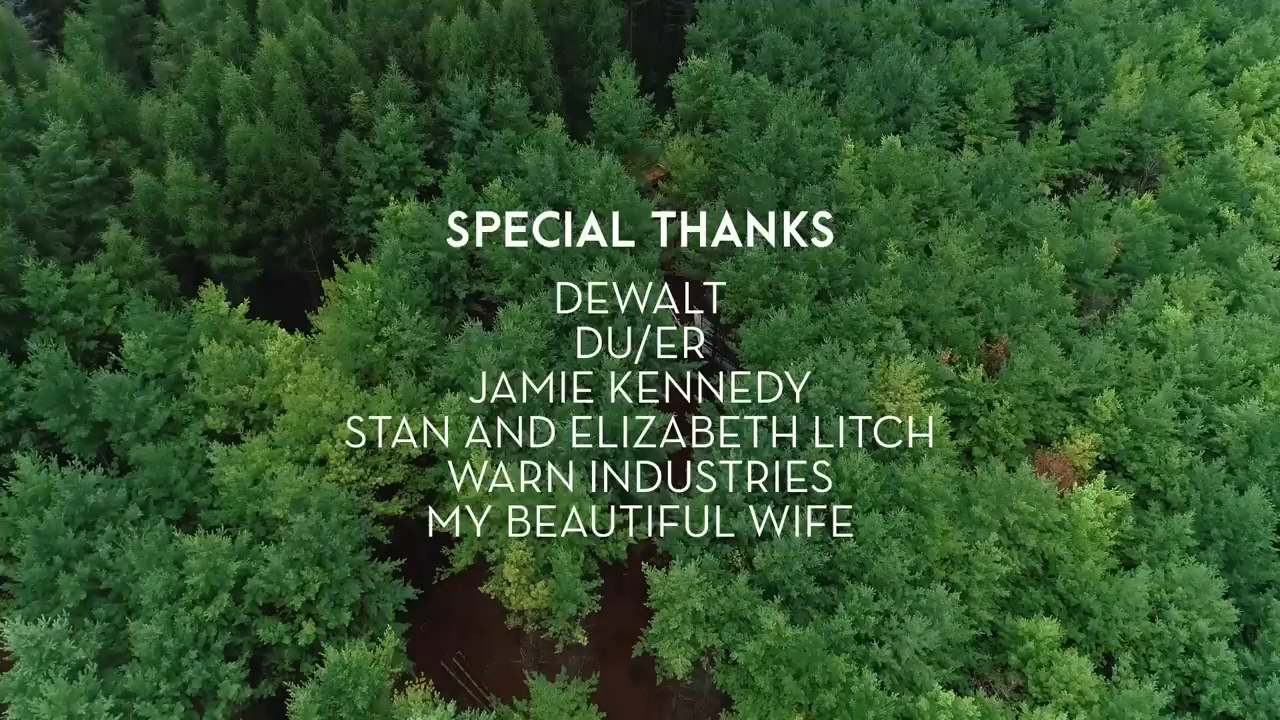 SPECIAL THANKS
DEWALT
DU/ER
JAMIE KENNEDY
STAN AND ELIZABETH LITCH
WARN INDUSTRIES
MY BEAUTIFUL WIFE